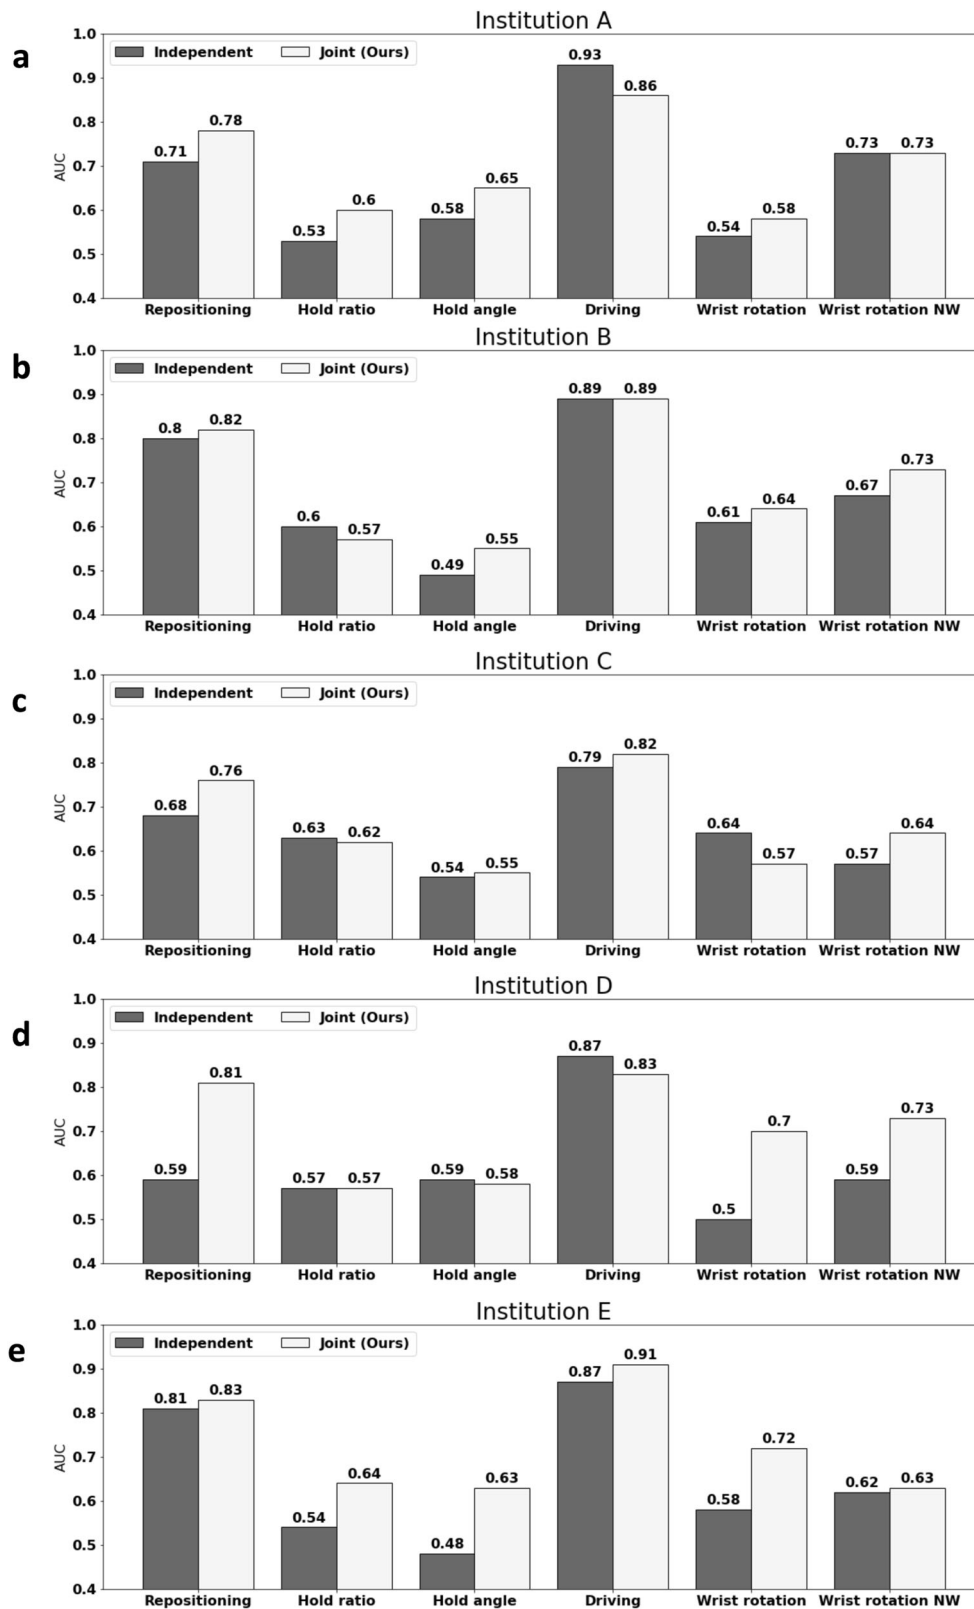 Institution A
a
1.0
Independent
Joint (Ours)
0.93
0.9
0.86
0.8
0.78
0.71
0.73
0.73
0.7
AUC
0.65
0.6
0.6
0.58
0.58
0.53
0.54
0.5
0.4
Repositioning
Hold ratio
Hold angle
Driving
Wrist rotation
Wrist rotation NW
Institution B
b
1.0
Independent
Joint (Ours)
0.9
0.89
0.89
0.8
0.82
0.8
0.73
0.7
0.67
AUC
0.64
0.6
0.61
0.6
0.57
0.55
0.49
0.5
0.4
Repositioning
Hold ratio
Hold angle
Driving
Wrist rotation
Wrist rotation NW
Institution C
c
1.0
Independent
Joint (Ours)
0.9
0.82
0.79
0.8
0.76
0.68
0.7
AUC
0.63
0.62
0.64
0.64
0.6
0.54
0.55
0.57
0.57
0.5
0.4
Repositioning
Hold ratio
Hold angle
Driving
Wrist rotation
Wrist rotation NW
Institution D
d
1.0
Independent
Joint (Ours)
0.9
0.87
0.83
0.81
0.8
0.73
0.7
0.7
AUC
0.59
0.57
0.57
0.59
0.58
0.59
0.6
0.5
0.5
0.4
Repositioning
Hold ratio
Hold angle
Driving
Wrist rotation
Wrist rotation NW
Institution E
e
1.0
Independent
Joint (Ours)
0.91
0.9
0.87
0.81
0.83
0.8
0.72
0.7
AUC
0.64
0.63
0.62
0.63
0.6
0.58
0.54
0.48
0.5
0.4
Repositioning
Hold ratio
Hold angle
Driving
Wrist rotation
Wrist rotation NW